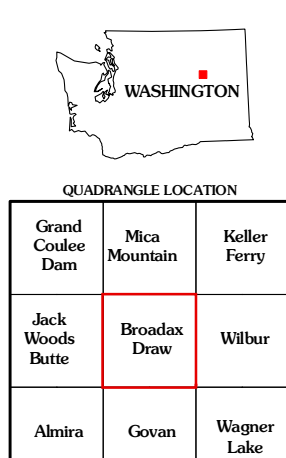 WASHINGTON
QUADRANGLE LOCATION
Grand
Coulee
Dam
Mica
Mountain
Keller
Ferry
Jack
Woods
Butte
Broadax
Draw
Wilbur
Almira
Govan
Wagner
Lake